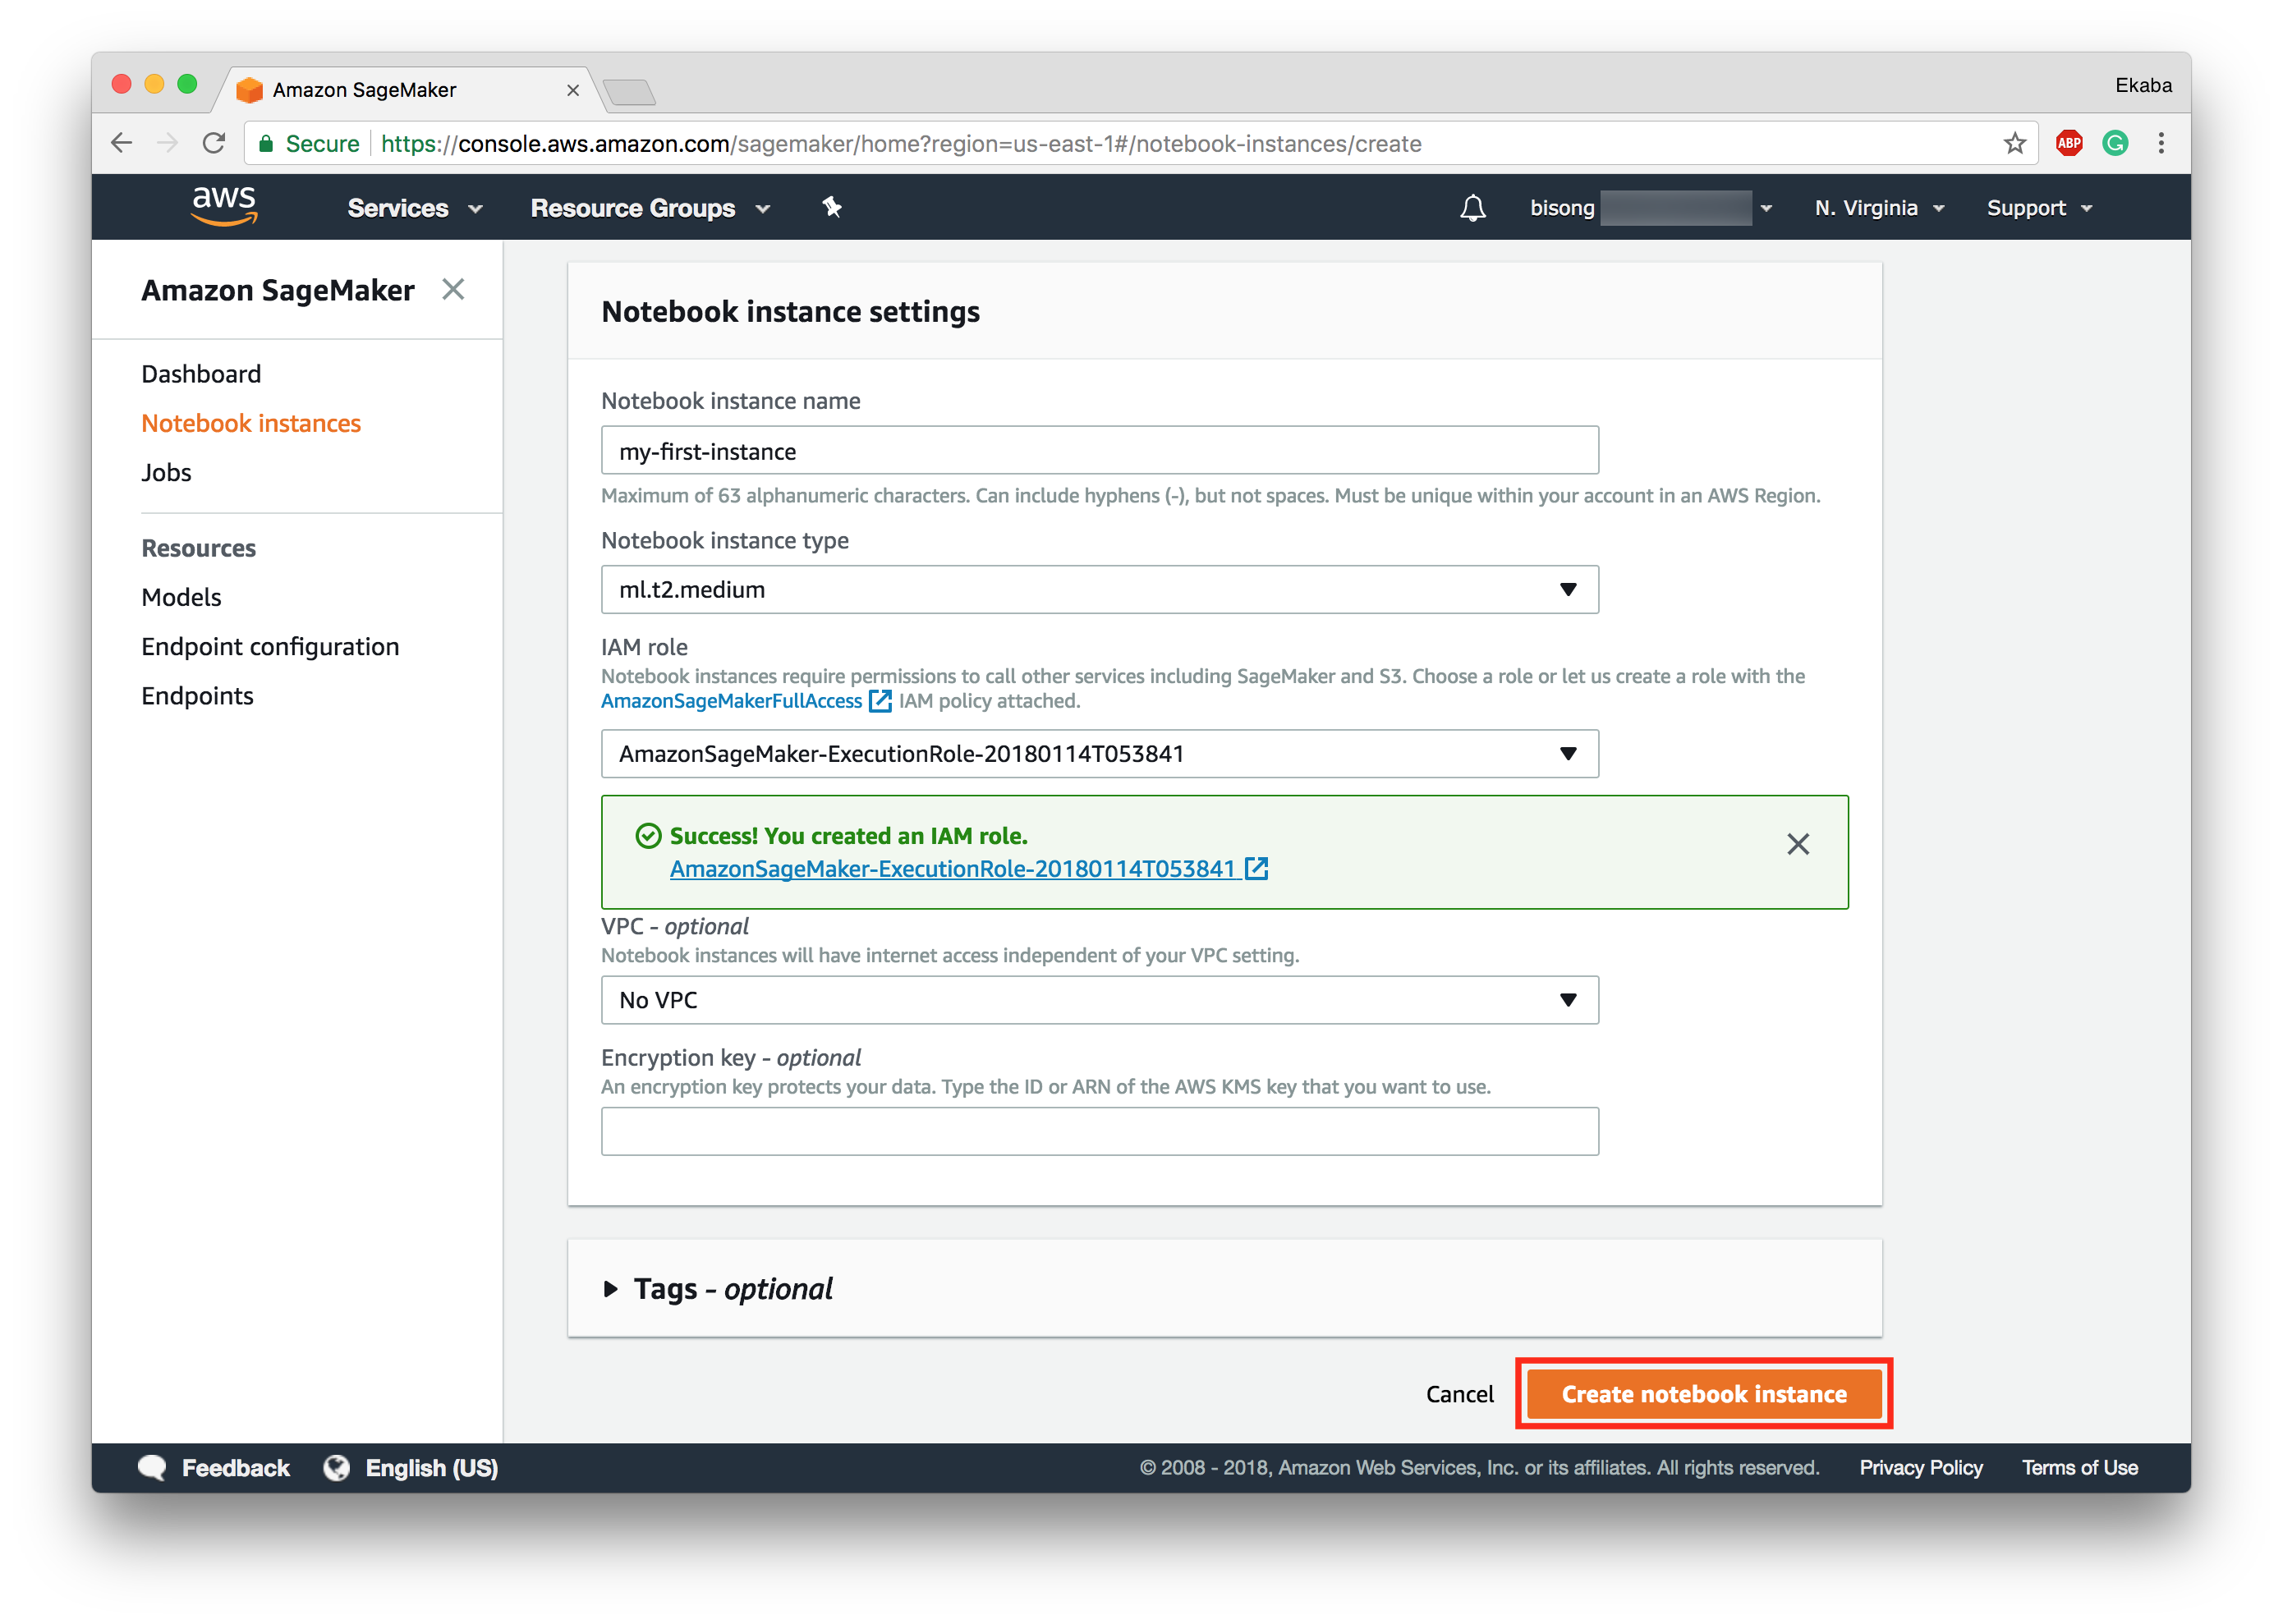 Amazon SageMaker
Ekaba
Secure
https://console.aws.amazon.com/sagemaker/home?region=us-east-1#/notebook-instances/create
ABP
G
aws
Services
Resource Groups
bisong
N. Virginia
Support
Amazon SageMaker
Dashboard
Notebook instances
Jobs
Resources
Models
Endpoint configuration
Endpoints
Notebook instance settings
Notebook instance name
my-first-instance
Maximum of 63 alphanumeric characters. Can include hyphens (-), but not spaces. Must be unique within your account in an AWS Region.
Notebook instance type
ml.t2.medium
IAM role
Notebook instances require permissions to call other services including SageMaker and S3. Choose a role or let us create a role with the
AmazonSageMakerFullAccess IAM policy attached.
AmazonSageMaker-ExecutionRole-20180114T053841
Success! You created an IAM role.
AmazonSageMaker-ExecutionRole-20180114T053841
VPC - optional
Notebook instances will have internet access independent of your VPC setting.
No VPC
Encryption key - optional
An encryption key protects your data. Type the ID or ARN of the AWS KMS key that you want to use.
Tags - optional
Cancel
Create notebook instance
Feedback
English (US)
© 2008 - 2018, Amazon Web Services, Inc. or its affiliates. All rights reserved.
Privacy Policy
Terms of Use